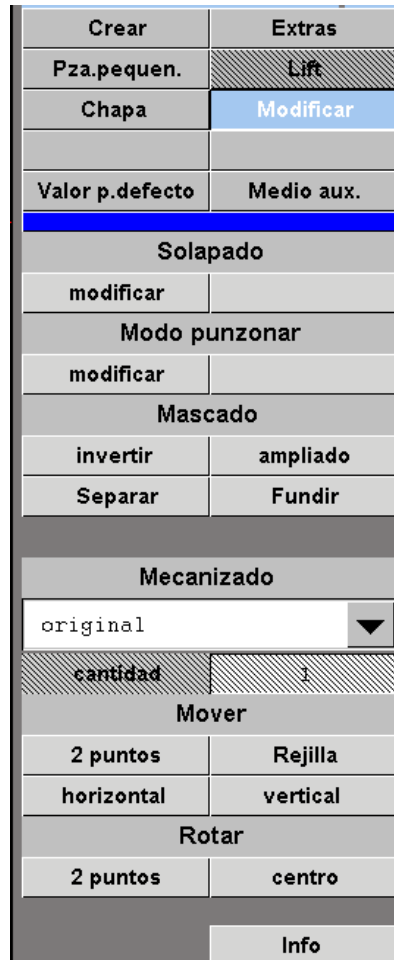 Crear Extras
Pza.pequen. Lift
Chapa Modificar
Valor p.defecto Medio aux.
Solapado
modificar
Modo punzonar
modificar
Mascado
invertir ampliado
Separar Fundir
Mecanizado
original
cantidad 1
Mover
2 puntos Rejilla
horizontal vertical
Rotar
2 puntos centro
Info